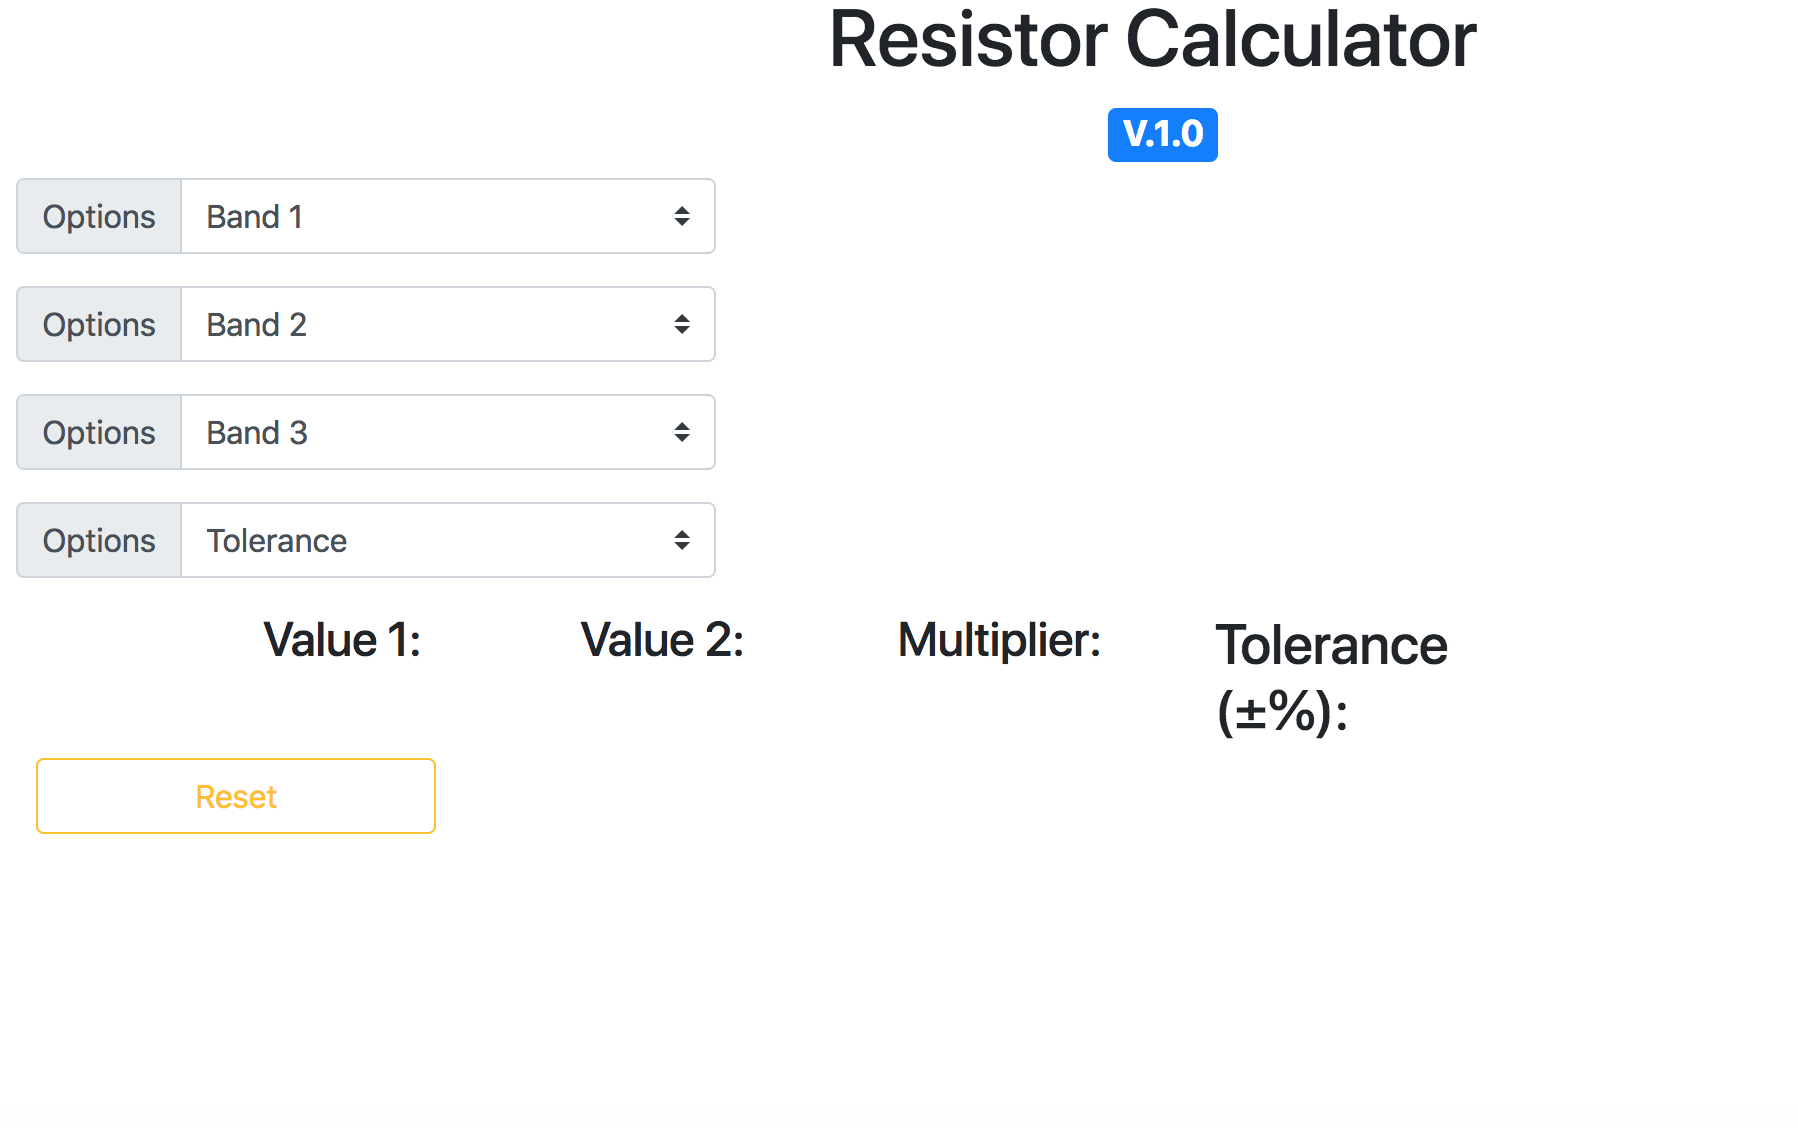 Resistor Calculator
V.1.0
Options Band 1
Options Band 2
Options Band 3
Options Tolerance
Value 1: Value 2: Multiplier: Tolerance
(±%):
Reset